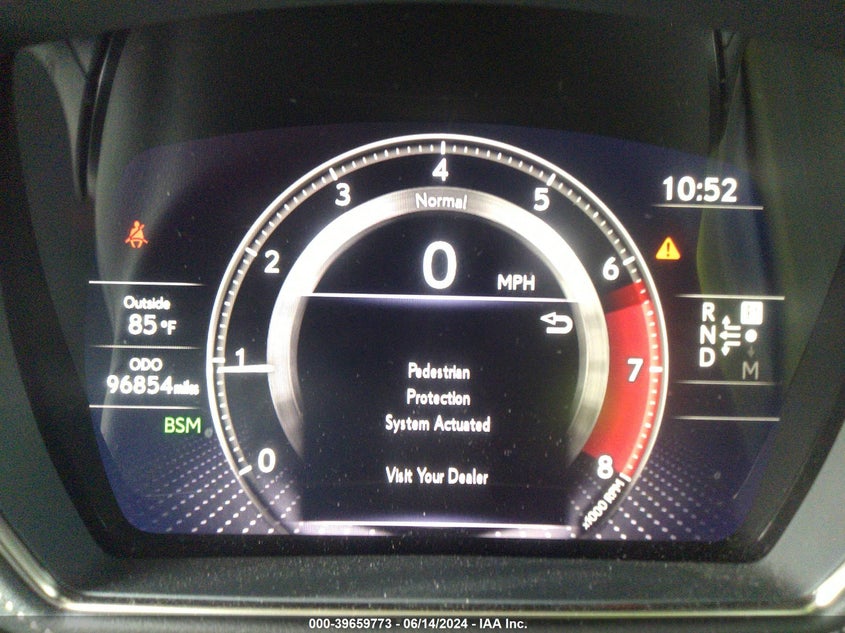 4
3
5
Normal
10:52
2
6
0
MPH
Outside
85°F
R
N
D
P
M
ODO
96854 miles
1
7
Pedestrian
Protection
System Actuated
BSM
0
8
Visit Your Dealer
x1000 RPM
000-39659773 - 06/14/2024 - IAA Inc.